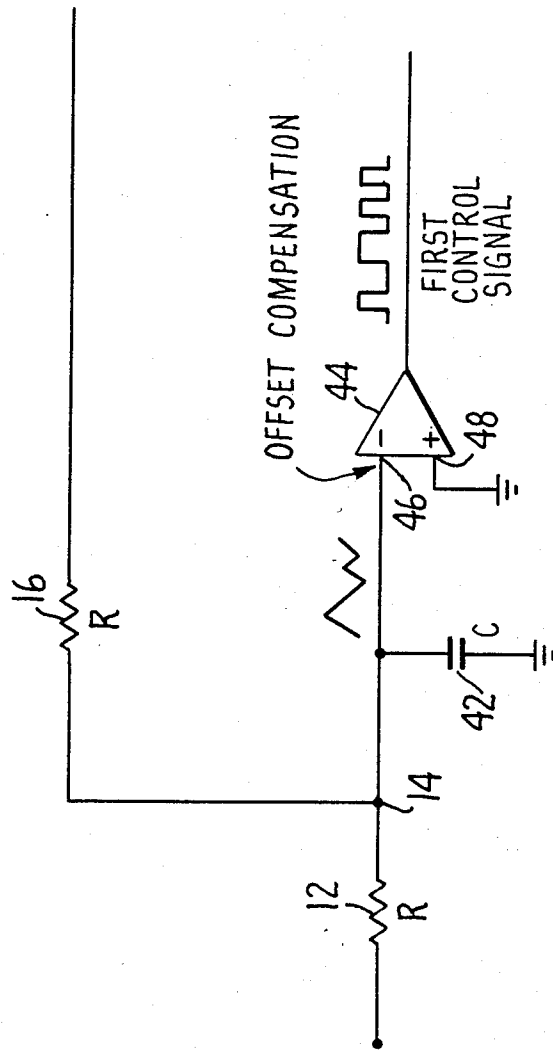 16
R
OFFSET COMPENSATION
44
FIRST
CONTROL
SIGNAL
12
R
14
42
C
46
-
+
48